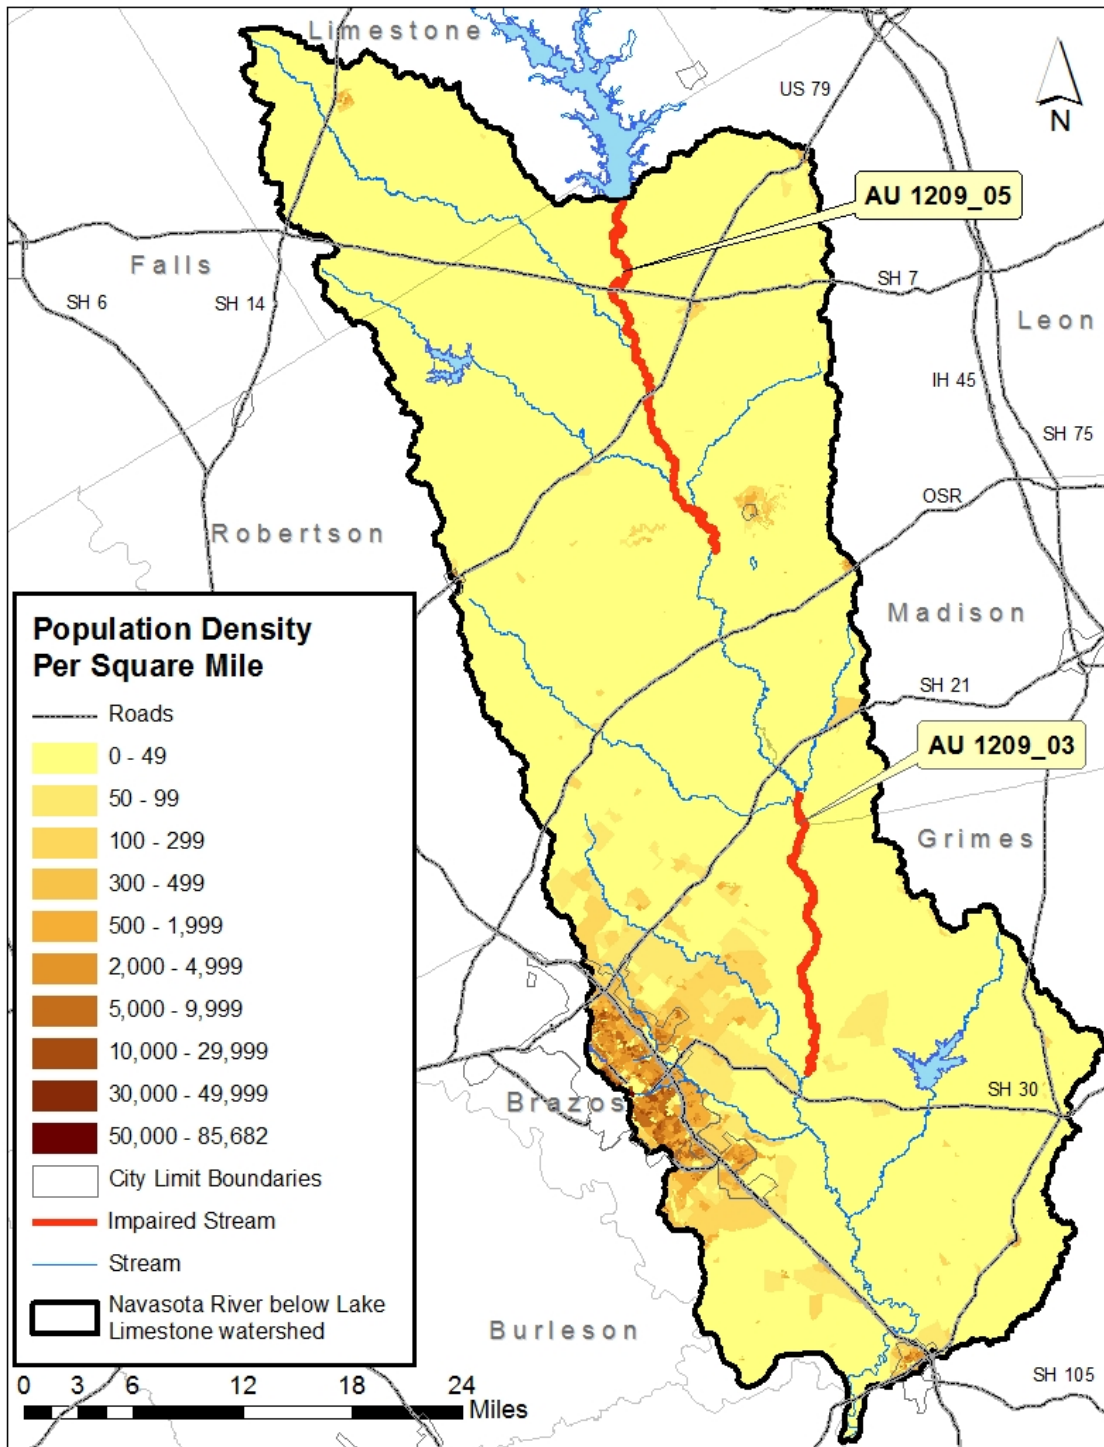 Limestone
US 79
N
AU 1209_05
Falls
SH 7
SH 6
SH 14
Leon
IH 45
SH 75
OSR
Robertson
Madison
SH 21
AU 1209_03
Grimes
Population Density
Per Square Mile
Roads
0 - 49
50 - 99
100 - 299
300 - 499
500 - 1,999
2,000 - 4,999
5,000 - 9,999
10,000 - 29,999
30,000 - 49,999
50,000 - 85,682
City Limit Boundaries
Impaired Stream
Stream
Navasota River below Lake
Limestone watershed
Brazos
SH 30
Burleson
SH 105
0 3 6 12 18 24
Miles